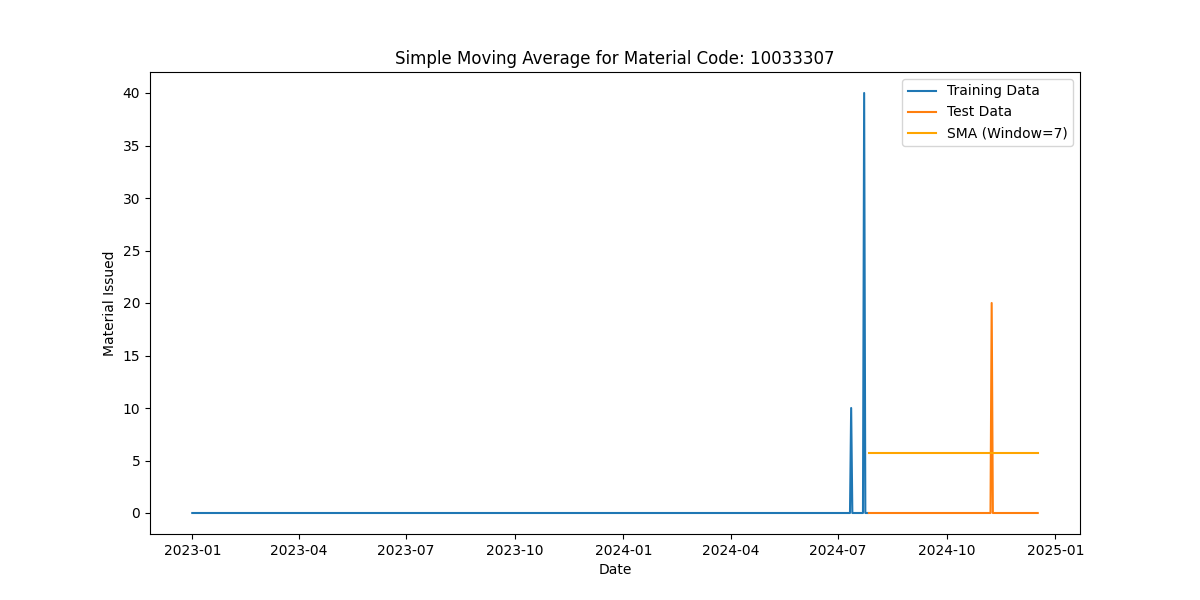 Simple Moving Average for Material Code: 10033307
Training Data
Test Data
SMA (Window=7)
Material Issued
40
35
30
25
20
15
10
5
0
2023-01 2023-04 2023-07 2023-10 2024-01 2024-04 2024-07 2024-10 2025-01
Date